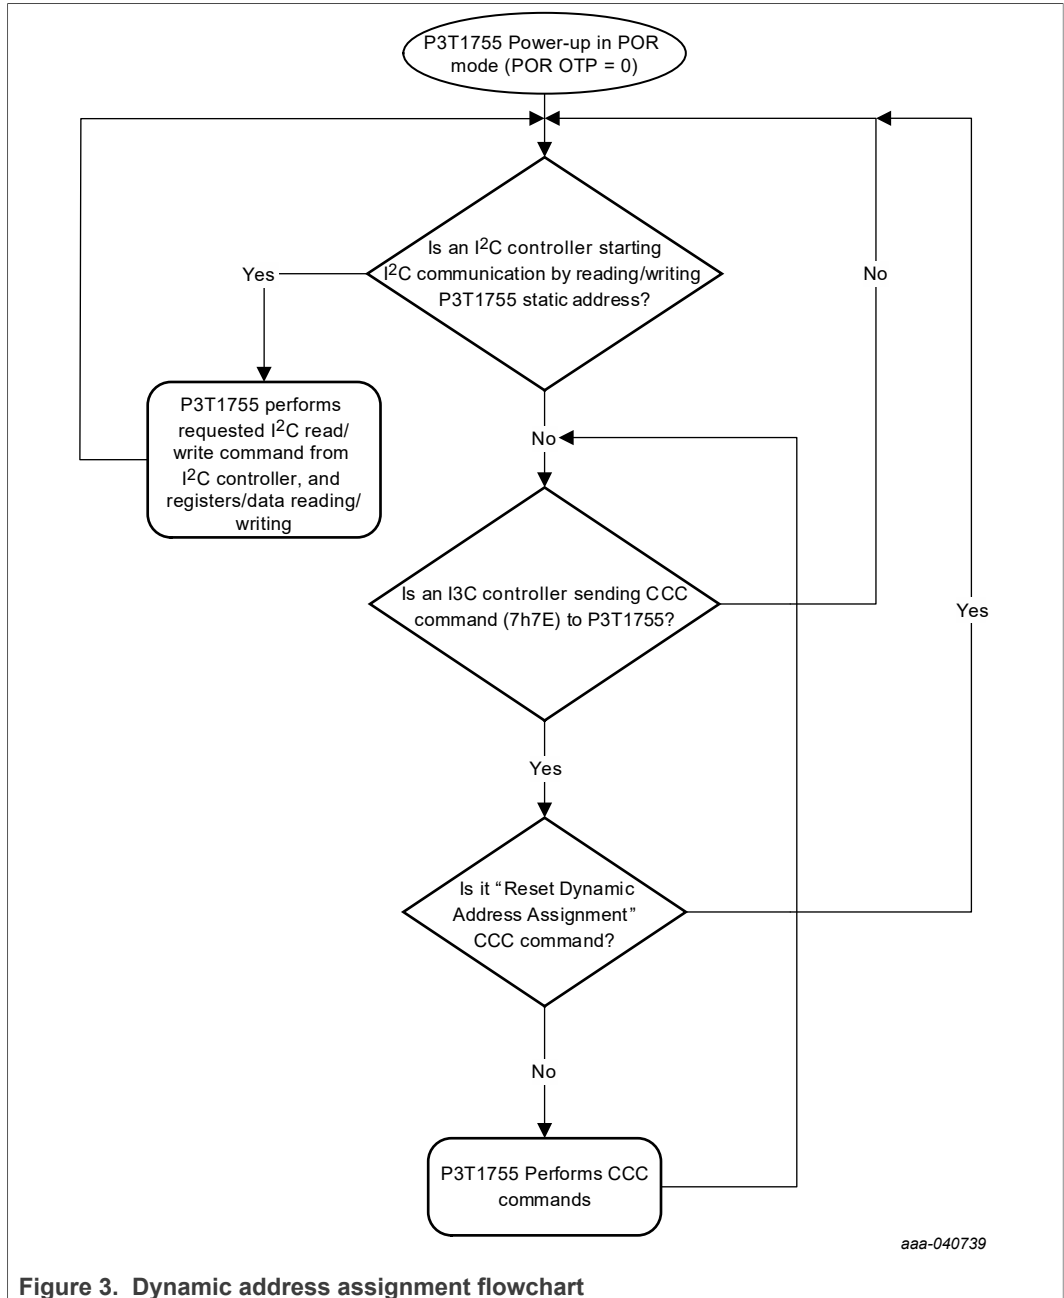 P3T1755 Power-up in POR
mode (POR OTP = 0)
Is an I2C controller starting
I2C communication by reading/writing
P3T1755 static address?
Yes
No
P3T1755 performs
requested I2C read/
write command from
I2C controller, and
registers/data reading/
writing
No
Is an I3C controller sending CCC
command (7h7E) to P3T1755?
Yes
Yes
Is it “Reset Dynamic
Address Assignment”
CCC command?
No
P3T1755 Performs CCC
commands
aaa-040739
Figure 3. Dynamic address assignment flowchart